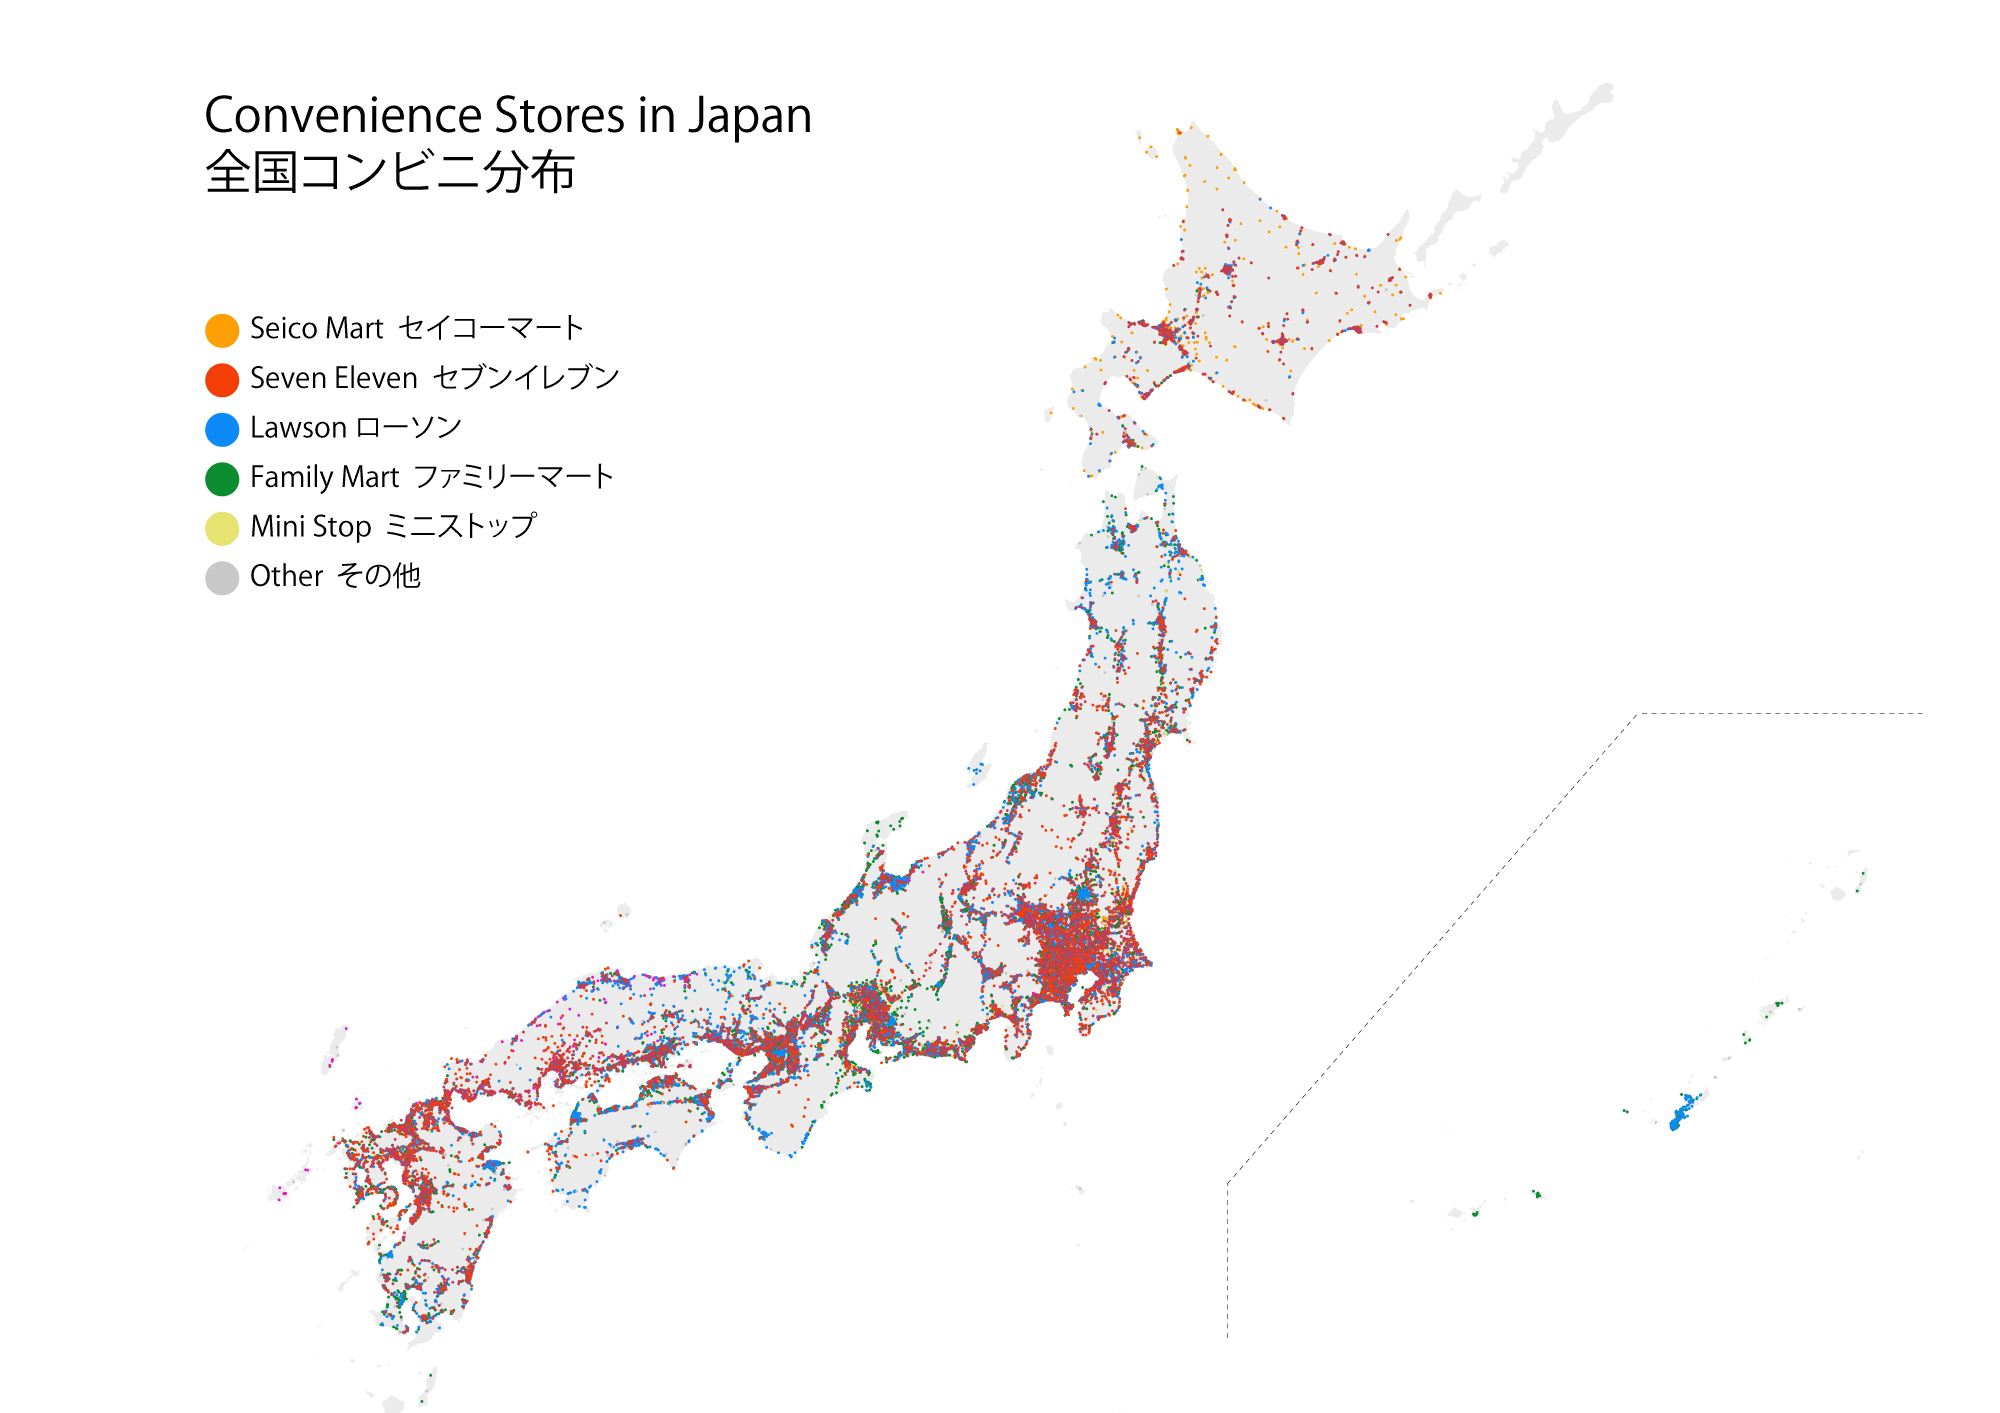 Convenience Stores in Japan
全国コンビニ分布
Seico Mart セイコーマート
Seven Eleven セブンイレブン
Lawson ローソン
Family Mart ファミリーマート
Mini Stop ミニストップ
Other その他